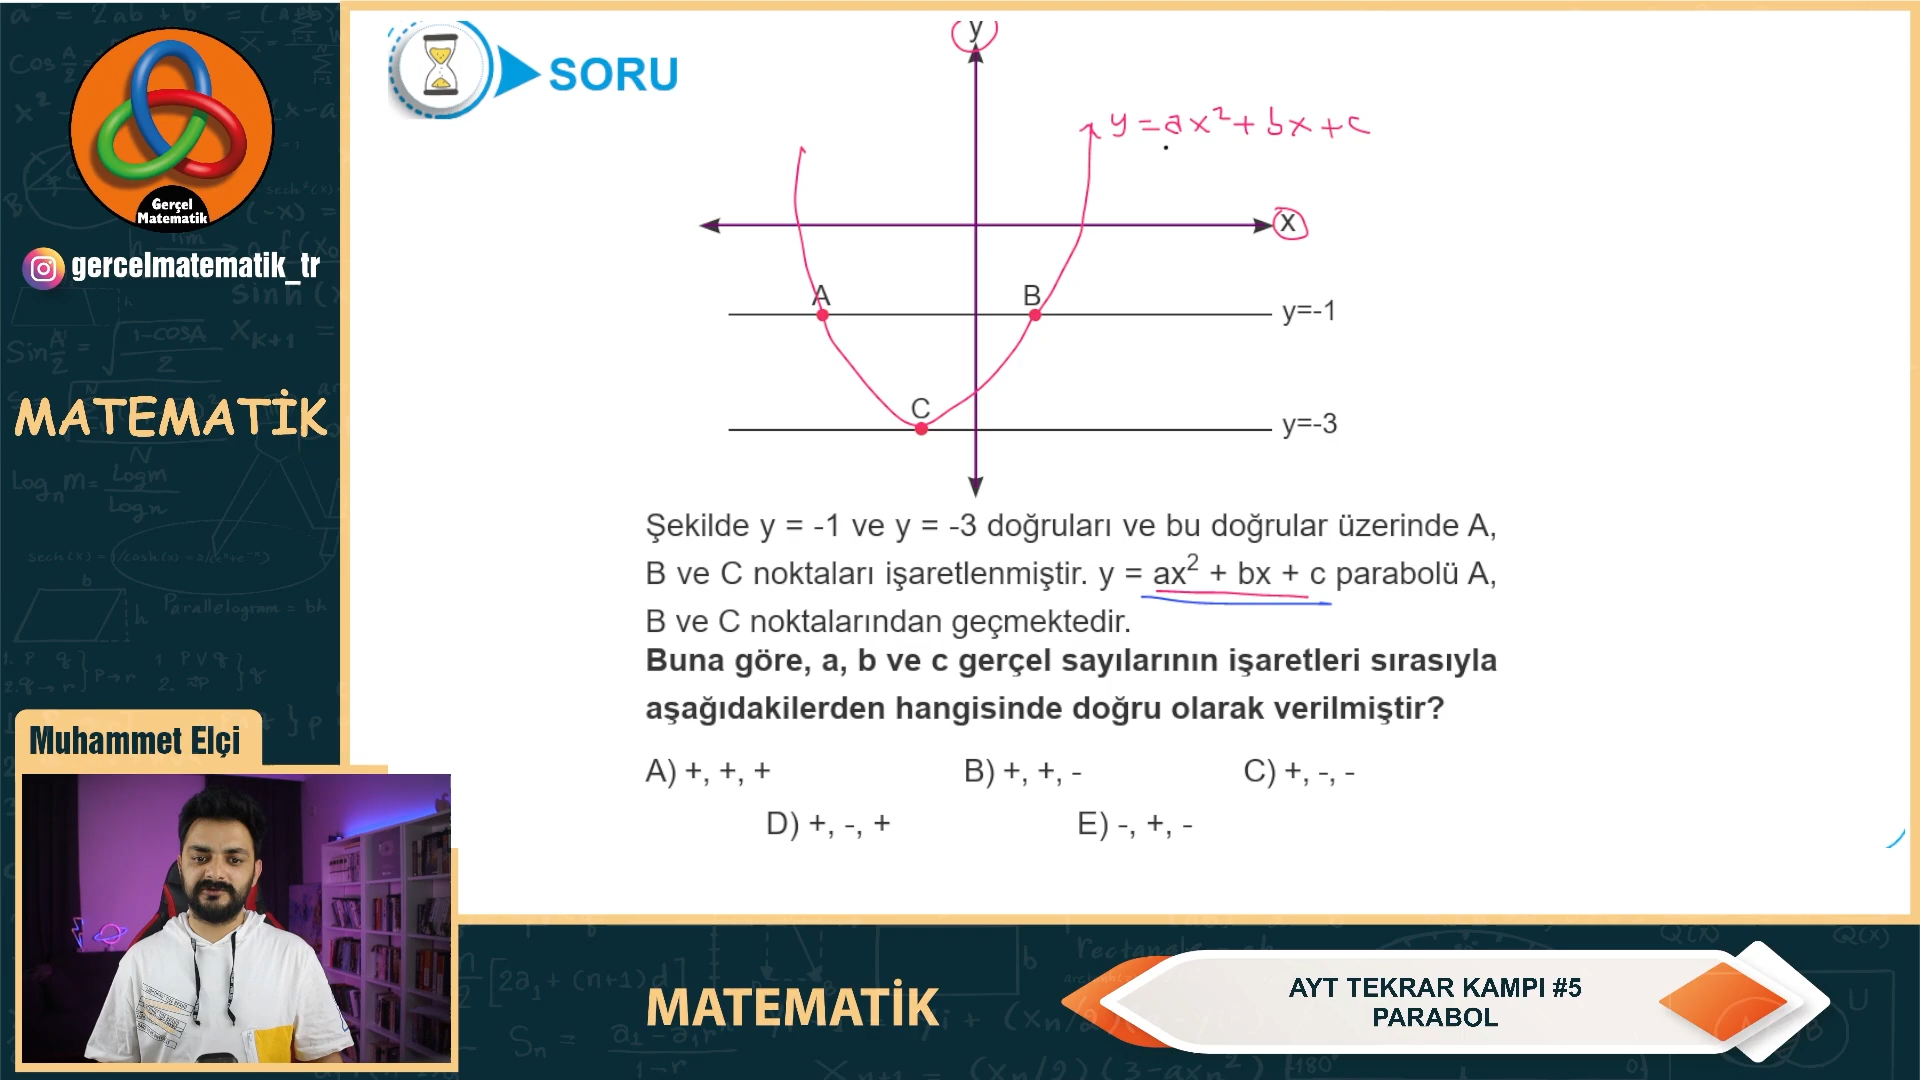 Gerçel
Matematik
gercelmatematik_tr
MATEMATİK
Muhammet Elçi
SORU
y
y = ax² + bx + c
x
A
B
y=-1
C
y=-3
Şekilde y = -1 ve y = -3 doğruları ve bu doğrular üzerinde A,
B ve C noktaları işaretlenmiştir. y = ax² + bx + c parabolü A,
B ve C noktalarından geçmektedir.
Buna göre, a, b ve c gerçel sayılarının işaretleri sırasıyla
aşağıdakilerden hangisinde doğru olarak verilmiştir?
A) +, +, +
B) +, +, -
C) +, -, -
D) +, -, +
E) -, +, -
MATEMATİK
AYT TEKRAR KAMPI #5
PARABOL